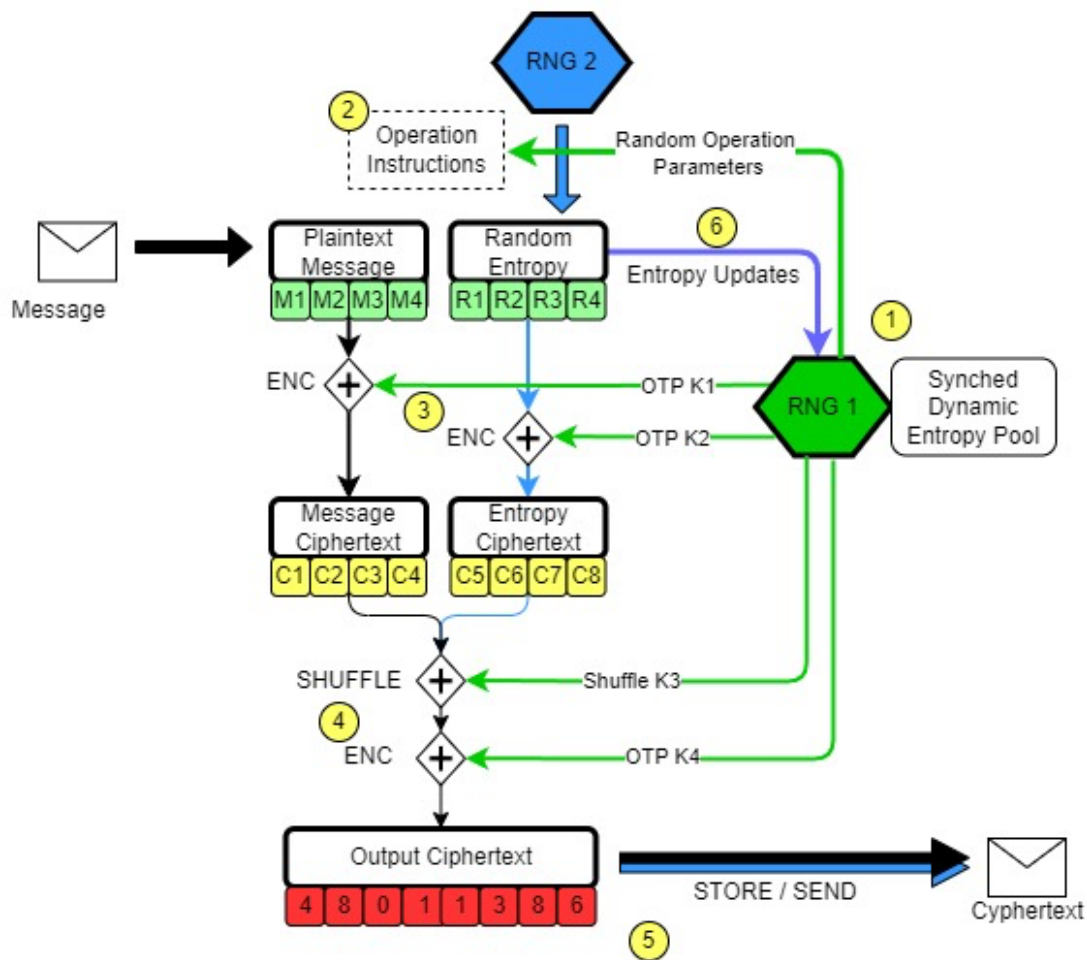 RNG 2
2
Operation
Instructions
Random Operation
Parameters
Plaintext
Message
M1 M2 M3 M4
Random
Entropy
R1 R2 R3 R4
6
Entropy Updates
Message
1
ENC
OTP K1
3
ENC
OTP K2
RNG 1
Synched
Dynamic
Entropy Pool
Message
Ciphertext
C1 C2 C3 C4
Entropy
Ciphertext
C5 C6 C7 C8
SHUFFLE
Shuffle K3
4
ENC
OTP K4
Output Ciphertext
4 8 0 1 1 3 8 6
STORE / SEND
Cyphertext
5